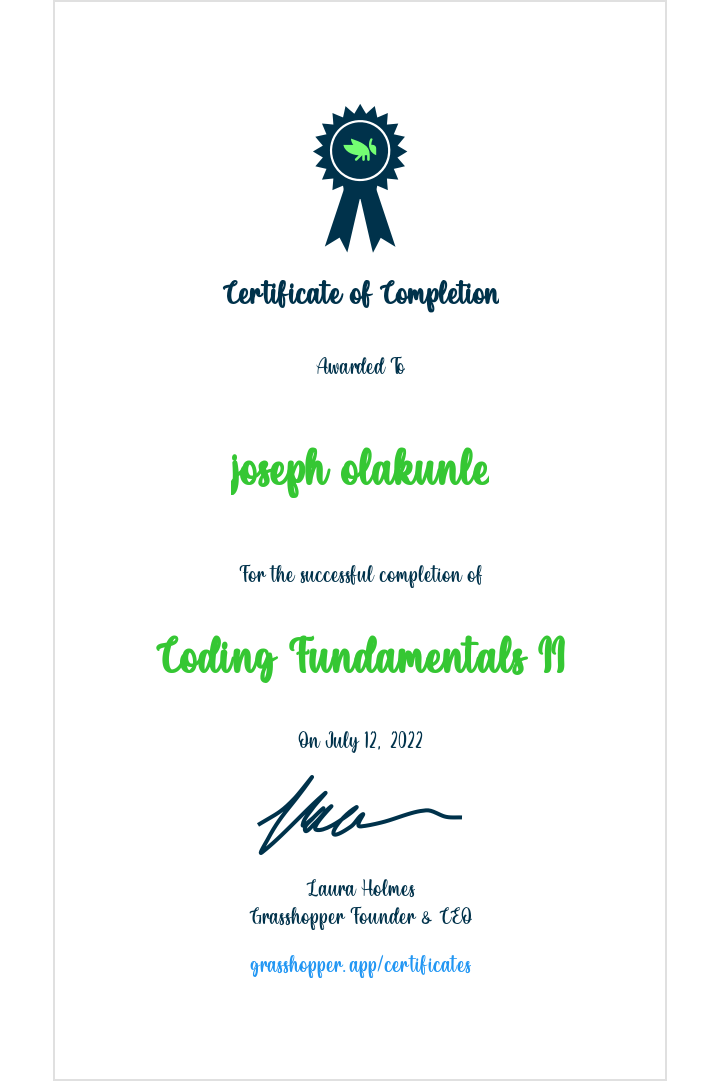 Certificate of Completion
Awarded To
joseph olakunle
For the successful completion of
Coding Fundamentals II
On July 12, 2022
Laura Holmes
Grasshopper Founder & CEO
grasshopper.app/certificates